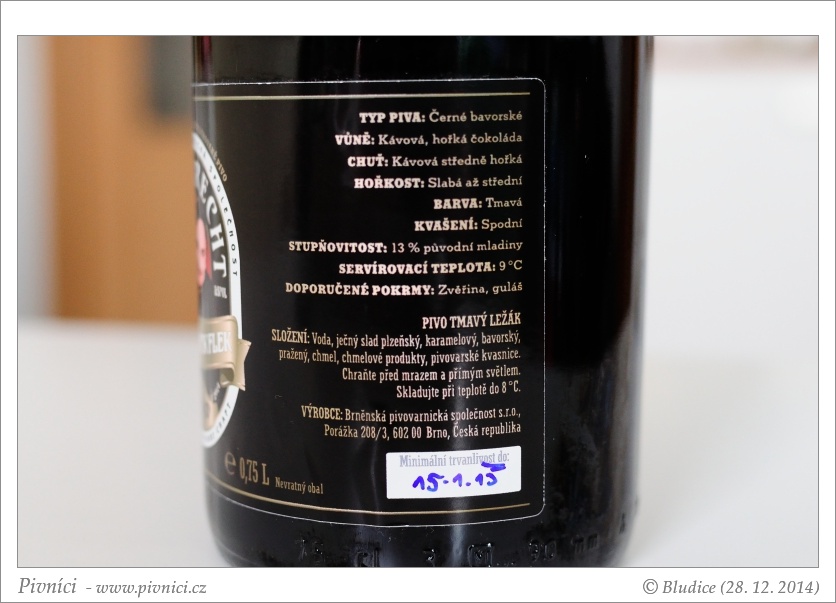 TYP PIVA: Černé bavorské
VŮNĚ: Kávová, hořká čokoláda
CHUŤ: Kávová středně hořká
HOŘKOST: Slabá až střední
BARVA: Tmavá
KVAŠENÍ: Spodní
STUPŇOVITOST: 13 % původní mladiny
SERVÍROVACÍ TEPLOTA: 9 °C
DOPORUČENÉ POKRMY: Zvěřina, guláš
PIVO TMAVÝ LEŽÁK
SLOŽENÍ: Voda, ječný slad plzeňský, karamelový, bavorský,
pražený, chmel, chmelové produkty, pivovarské kvasnice.
Chraňte před mrazem a přímým světlem.
Skladujte při teplotě do 8 °C.
VÝROBCE: Brněnská pivovarnická společnost s.r.o.,
Porážka 208/3, 602 00 Brno, Česká republika
Minimální trvanlivost do:
15.1.15
e 0,75 L Nevratný obal
Pivníci - www.pivnici.cz
© Bludice (28. 12. 2014)